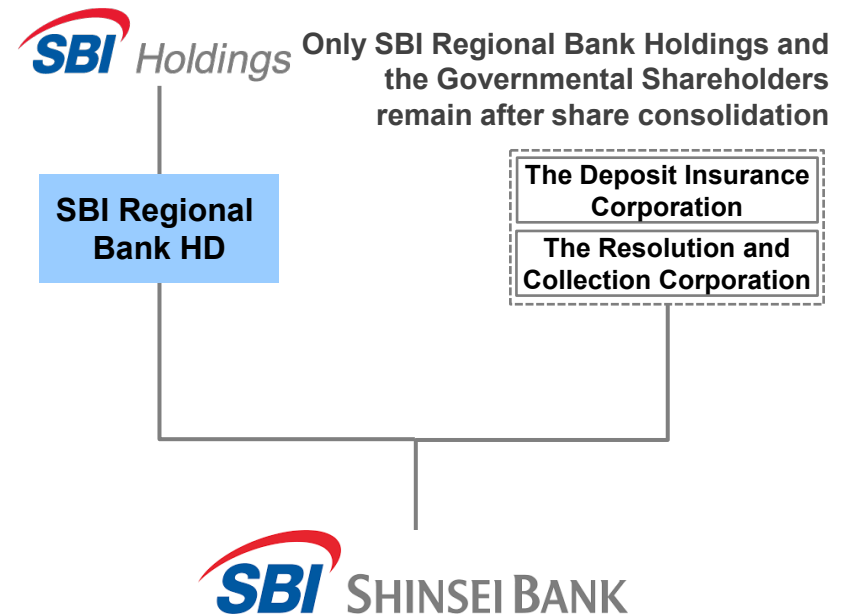 SBI Holdings
Only SBI Regional Bank Holdings and
the Governmental Shareholders
remain after share consolidation
SBI Regional
Bank HD
The Deposit Insurance
Corporation
The Resolution and
Collection Corporation
SBI SHINSEI BANK